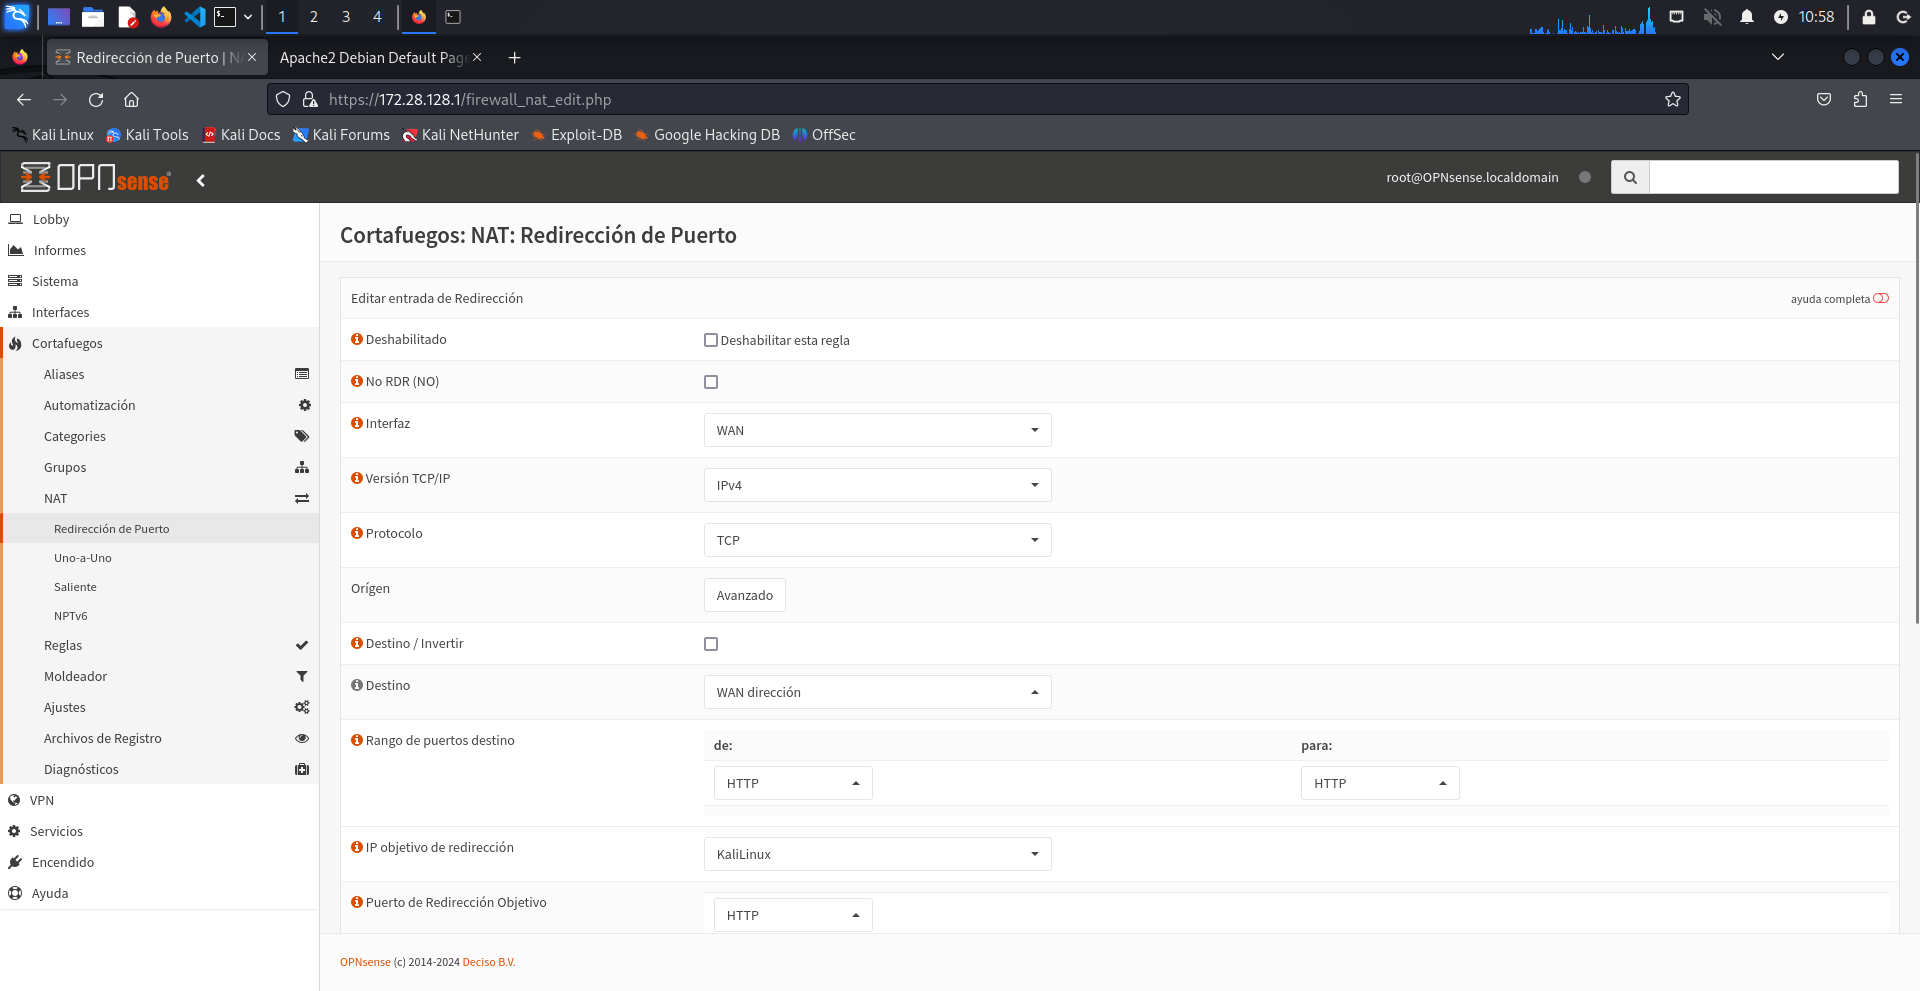 1 2 3 4 10:58
Redirección de Puerto | N
Apache2 Debian Default Pag
https://172.28.128.1/firewall_nat_edit.php
Kali Linux Kali Tools Kali Docs Kali Forums Kali NetHunter Exploit-DB Google Hacking DB OffSec
OPNsense
root@OPNsense.localdomain
Lobby
Informes
Sistema
Interfaces
Cortafuegos
Aliases
Automatización
Categories
Grupos
NAT
Redirección de Puerto
Uno-a-Uno
Saliente
NPTv6
Reglas
Moldeador
Ajustes
Archivos de Registro
Diagnósticos
VPN
Servicios
Encendido
Ayuda
Cortafuegos: NAT: Redirección de Puerto
Editar entrada de Redirección ayuda completa
Deshabilitado Deshabilitar esta regla
No RDR (NO)
Interfaz WAN
Versión TCP/IP IPv4
Protocolo TCP
Orígen Avanzado
Destino / Invertir
Destino WAN dirección
Rango de puertos destino de: para:
HTTP HTTP
IP objetivo de redirección KaliLinux
Puerto de Redirección Objetivo HTTP
OPNsense (c) 2014-2024 Deciso B.V.